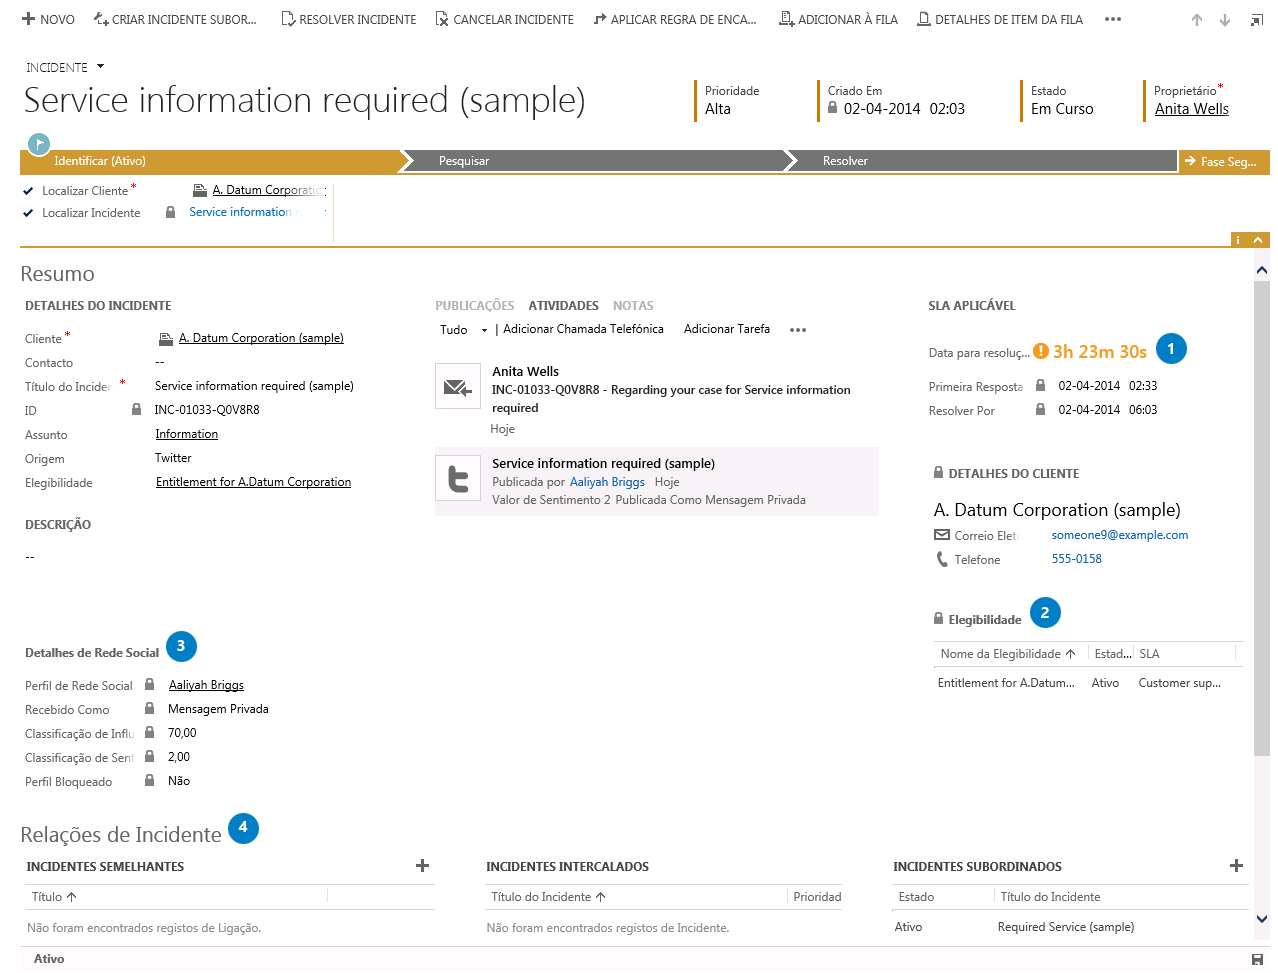 NOVO CRIAR INCIDENTE SUBOR... RESOLVER INCIDENTE CANCELAR INCIDENTE APLICAR REGRA DE ENCA... ADICIONAR À FILA DETALHES DE ITEM DA FILA
INCIDENTE
Service information required (sample)
Prioridade
Alta
Criado Em
02-04-2014 02:03
Estado
Em Curso
Proprietário*
Anita Wells
Identificar (Ativo) Pesquisar Resolver Fase Seg...
Localizar Cliente* A. Datum Corporatio
Localizar Incidente Service information
Resumo
DETALHES DO INCIDENTE
Cliente* A. Datum Corporation (sample)
Contacto --
Título do Incider * Service information required (sample)
ID INC-01033-Q0V8R8
Assunto Information
Origem Twitter
Elegibilidade Entitlement for A.Datum Corporation
DESCRIÇÃO
--
Detalhes de Rede Social 3
Perfil de Rede Social Aaliyah Briggs
Recebido Como Mensagem Privada
Classificação de Influ 70,00
Classificação de Sent 2,00
Perfil Bloqueado Não
PUBLICAÇÕES ATIVIDADES NOTAS
Tudo | Adicionar Chamada Telefónica Adicionar Tarefa
Anita Wells
INC-01033-Q0V8R8 - Regarding your case for Service information
required
Hoje
Service information required (sample)
Publicada por Aaliyah Briggs Hoje
Valor de Sentimento 2 Publicada Como Mensagem Privada
SLA APLICÁVEL
Data para resoluç... 3h 23m 30s 1
Primeira Resposta 02-04-2014 02:33
Resolver Por 02-04-2014 06:03
DETALHES DO CLIENTE
A. Datum Corporation (sample)
Correio Elet someone9@example.com
Telefone 555-0158
Elegibilidade 2
Nome da Elegibilidade Estad... SLA
Entitlement for A.Datum... Ativo Customer sup...
Relações de Incidente 4
INCIDENTES SEMELHANTES
Título
Não foram encontrados registos de Ligação.
INCIDENTES INTERCALADOS
Título do Incidente Prioridad
Não foram encontrados registos de Incidente.
INCIDENTES SUBORDINADOS
Estado Título do Incidente
Ativo Required Service (sample)
Ativo